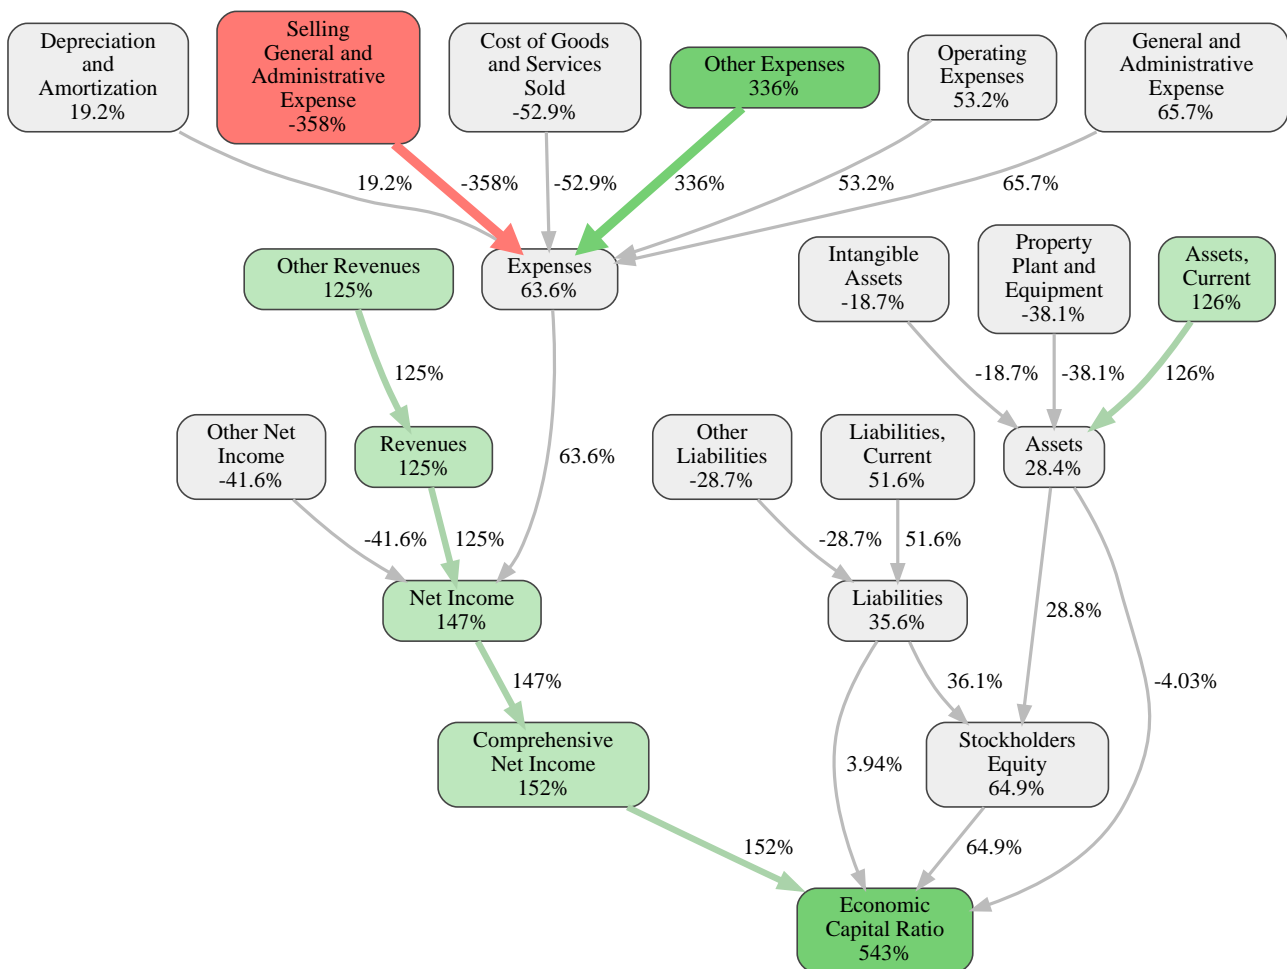 Depreciation
and
Amortization
19.2%
Selling
General and
Administrative
Expense
-358%
Cost of Goods
and Services
Sold
-52.9%
Other Expenses
336%
Operating
Expenses
53.2%
General and
Administrative
Expense
65.7%
19.2%
-358%
-52.9%
336%
53.2%
65.7%
Other Revenues
125%
Expenses
63.6%
Intangible
Assets
-18.7%
Property
Plant and
Equipment
-38.1%
Assets,
Current
126%
125%
63.6%
-18.7%
-38.1%
126%
Other Net
Income
-41.6%
Revenues
125%
Other
Liabilities
-28.7%
Liabilities,
Current
51.6%
Assets
28.4%
-41.6%
125%
-28.7%
51.6%
Net Income
147%
Liabilities
35.6%
28.8%
-4.03%
147%
36.1%
3.94%
Comprehensive
Net Income
152%
Stockholders
Equity
64.9%
152%
64.9%
Economic
Capital Ratio
543%